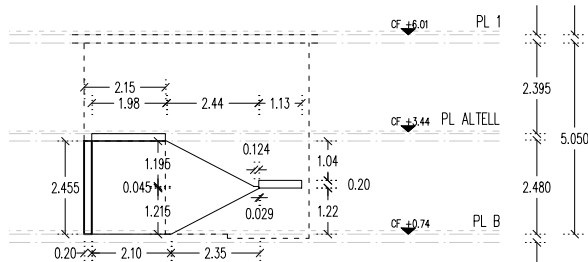 CF +6.01 PL 1
2.15
1.98 2.44 1.13
2.395
CF +3.44 PL ALTELL
5.050
0.124
1.195 1.04
2.455 0.045 0.20 2.480
1.215 1.22
0.029
CF +0.74 PL B
0.20 2.10 2.35